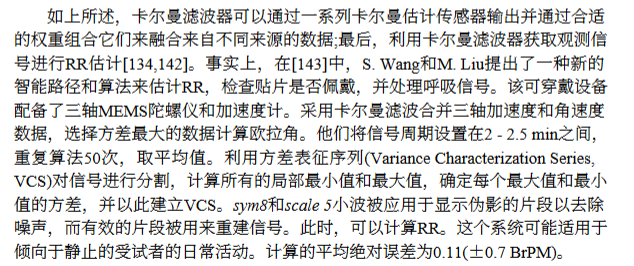 如上所述，卡尔曼滤波器可以通过一系列卡尔曼估计传感器输出并通过合适
的权重组合它们来融合来自不同来源的数据;最后，利用卡尔曼滤波器获取观测信
号进行RR估计[134,142]。事实上，在[143]中，S. Wang和M. Liu提出了一种新的
智能路径和算法来估计RR，检查贴片是否佩戴，并处理呼吸信号。该可穿戴设备
配备了三轴MEMS陀螺仪和加速度计。采用卡尔曼滤波合并三轴加速度和角速度
数据，选择方差最大的数据计算欧拉角。他们将信号周期设置在2 - 2.5 min之间，
重复算法50次，取平均值。利用方差表征序列(Variance Characterization Series,
VCS)对信号进行分割，计算所有的局部最小值和最大值，确定每个最大值和最小
值的方差，并以此建立VCS。sym8和scale 5小波被应用于显示伪影的片段以去除
噪声，而有效的片段被用来重建信号。此时，可以计算RR。这个系统可能适用于
倾向于静止的受试者的日常活动。计算的平均绝对误差为0.11(±0.7 BrPM)。